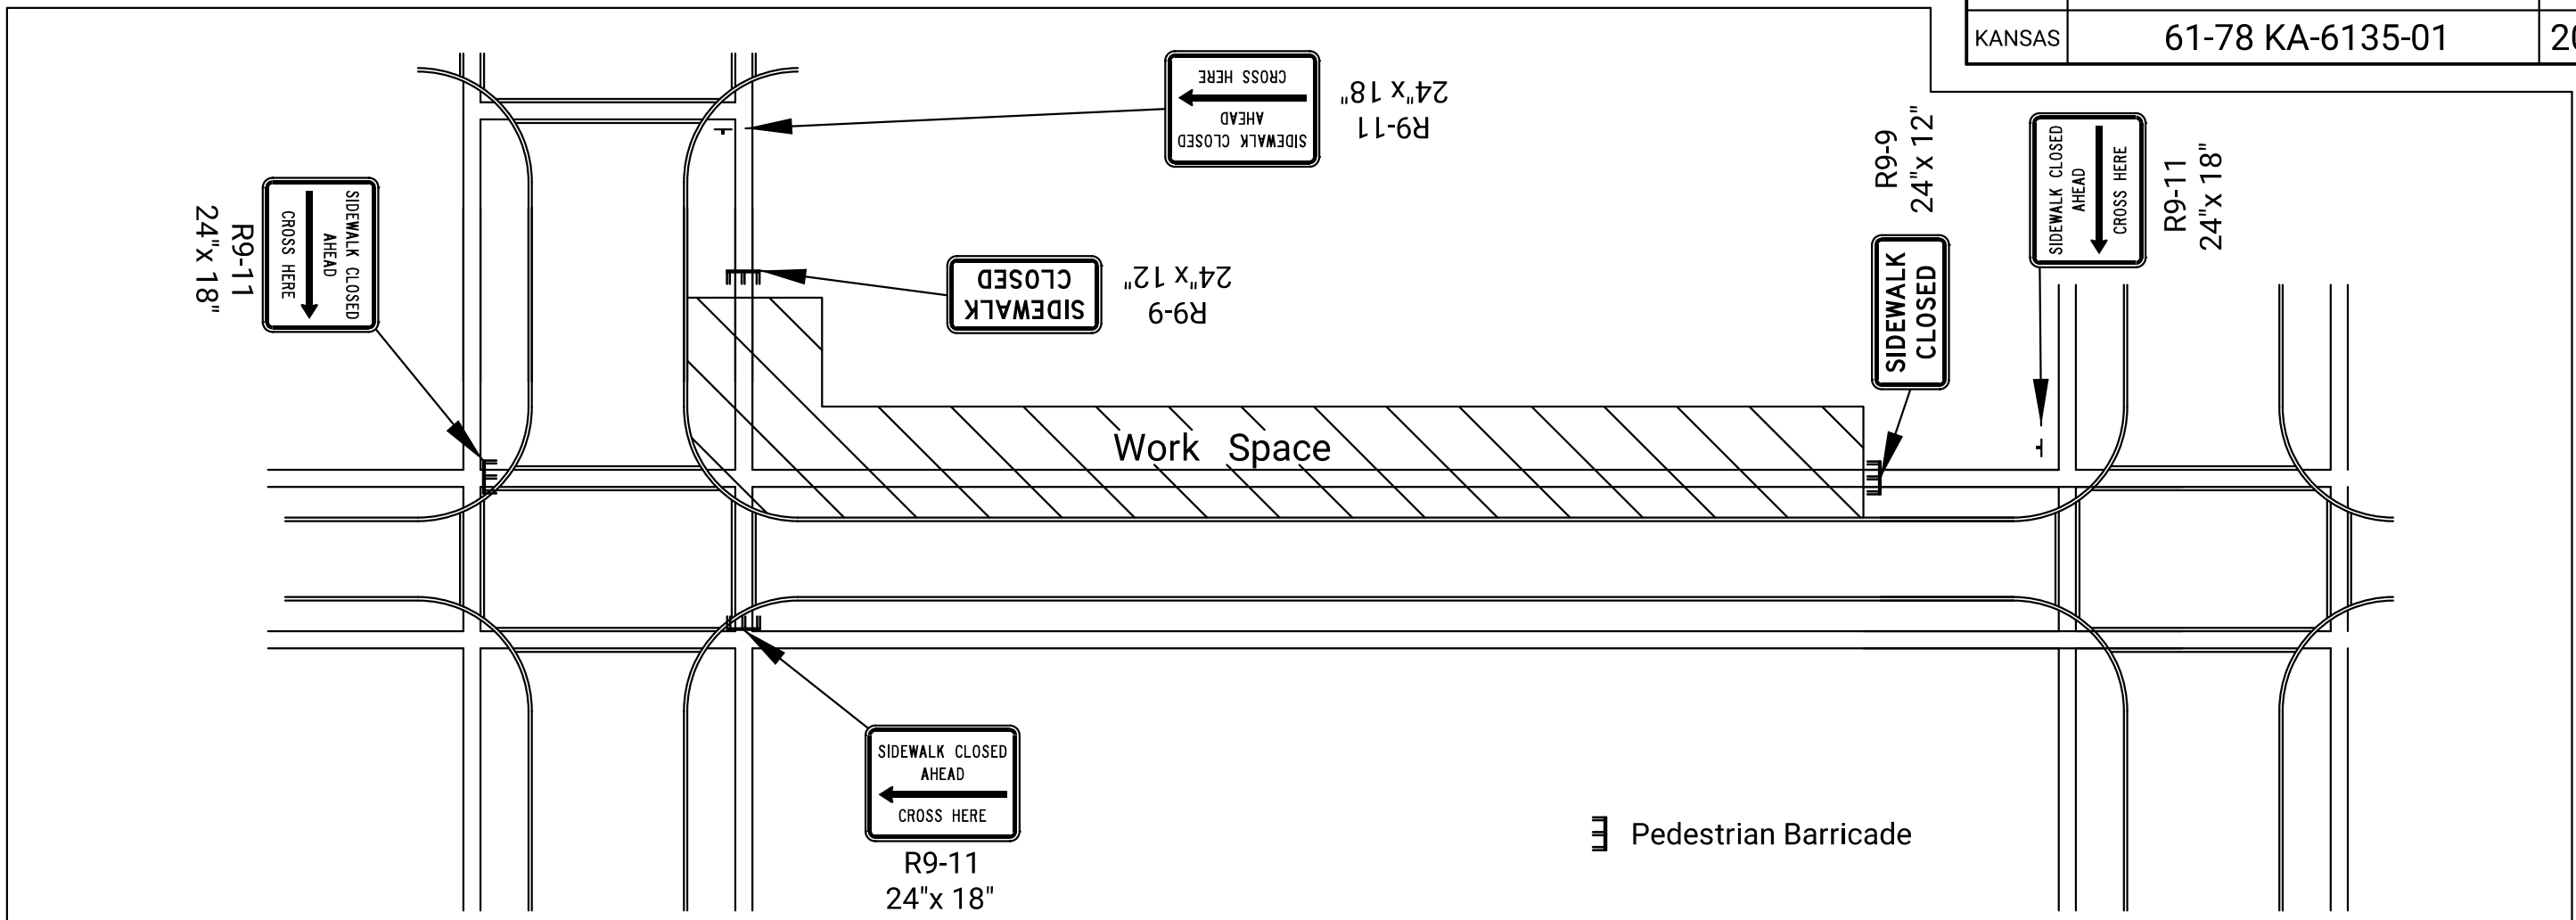 KANSAS 61-78 KA-6135-01
CROSS HERE
SIDEWALK CLOSED
AHEAD
R9-11
24"x 18"
R9-9
24"x 12"
SIDEWALK CLOSED
AHEAD
CROSS HERE
R9-11
24"x 18"
SIDEWALK CLOSED
AHEAD
CROSS HERE
R9-11
24"x 18"
SIDEWALK
CLOSED
R9-9
24"x 12"
SIDEWALK
CLOSED
Work Space
SIDEWALK CLOSED
AHEAD
CROSS HERE
R9-11
24"x 18"
Pedestrian Barricade